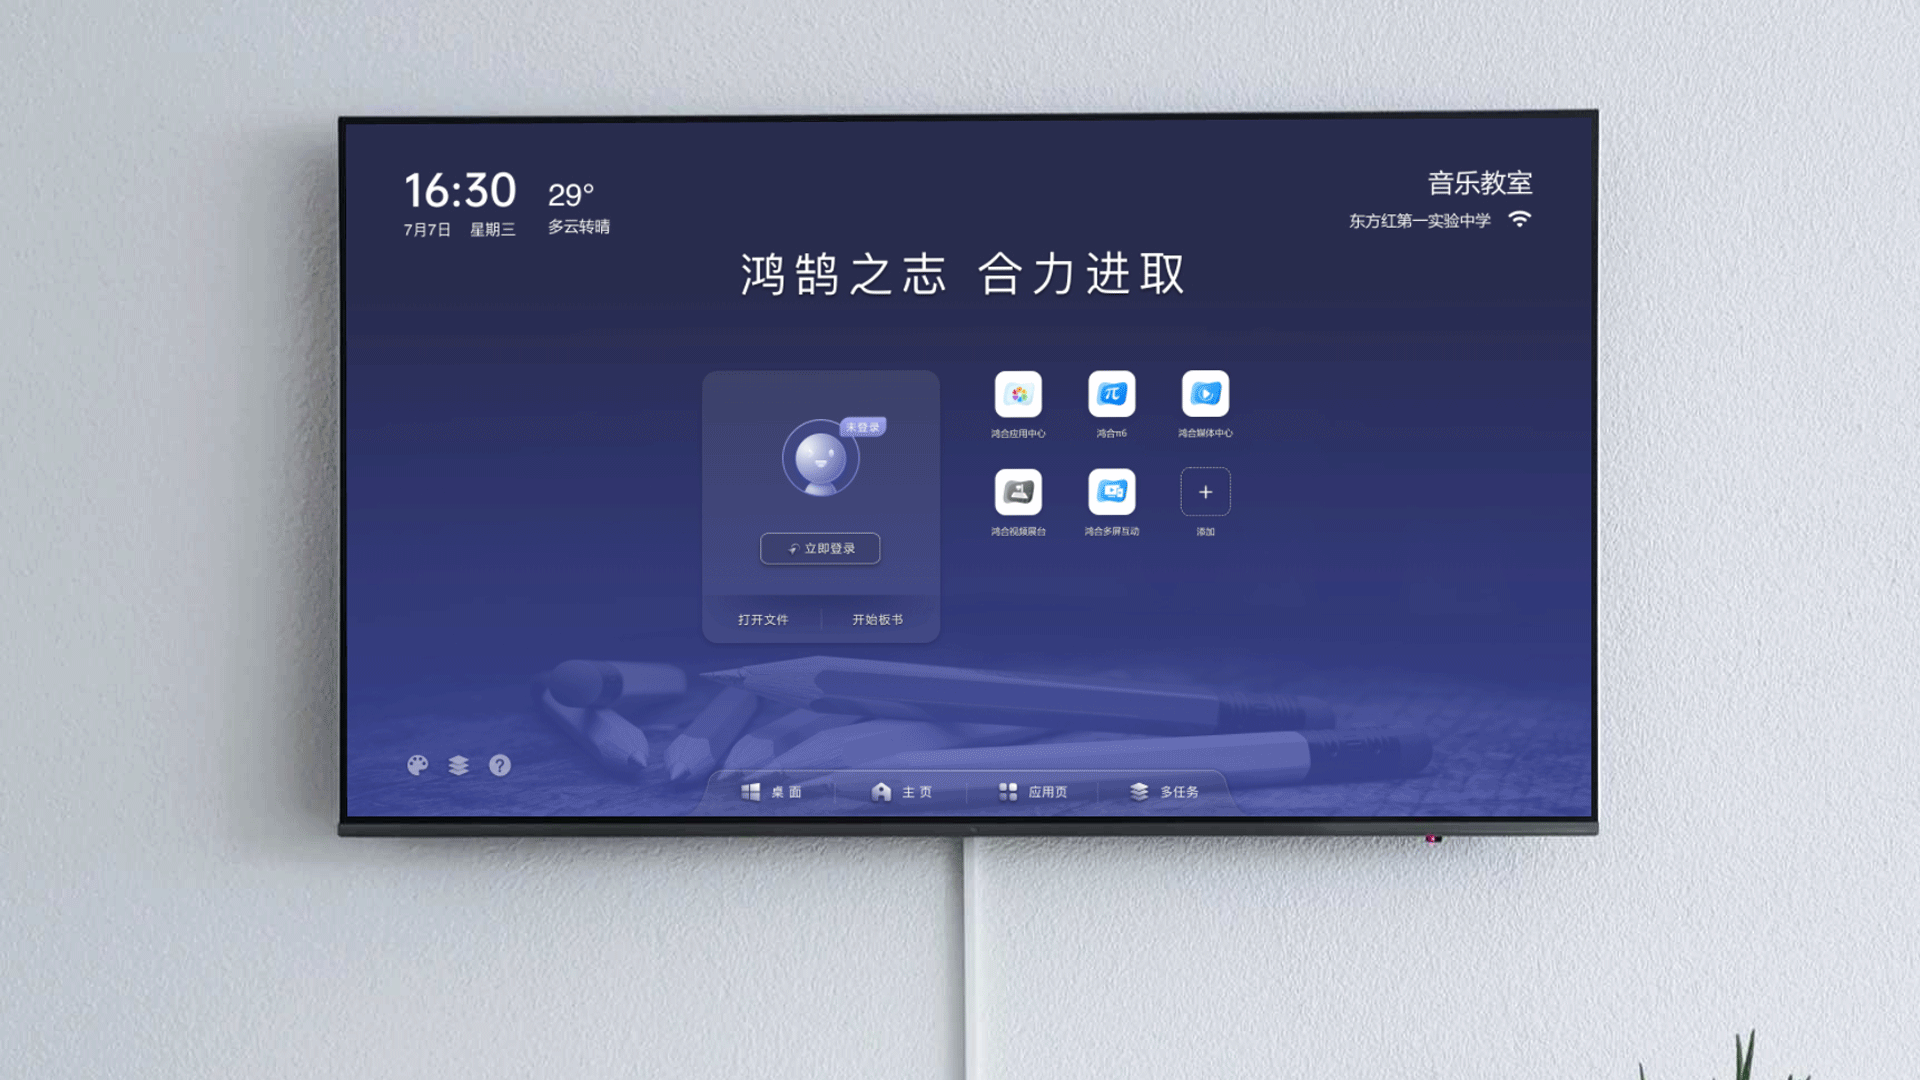 16:30
29°
7月7日 星期三
多云转晴
音乐教室
东方红第一实验中学
鸿鹄之志 合力进取
未登录
立即登录
打开文件 开始板书
鸿合应用中心 鸿合π6 鸿合媒体中心
鸿合视频展台 鸿合多屏互动 添加
桌面 主页 应用页 多任务